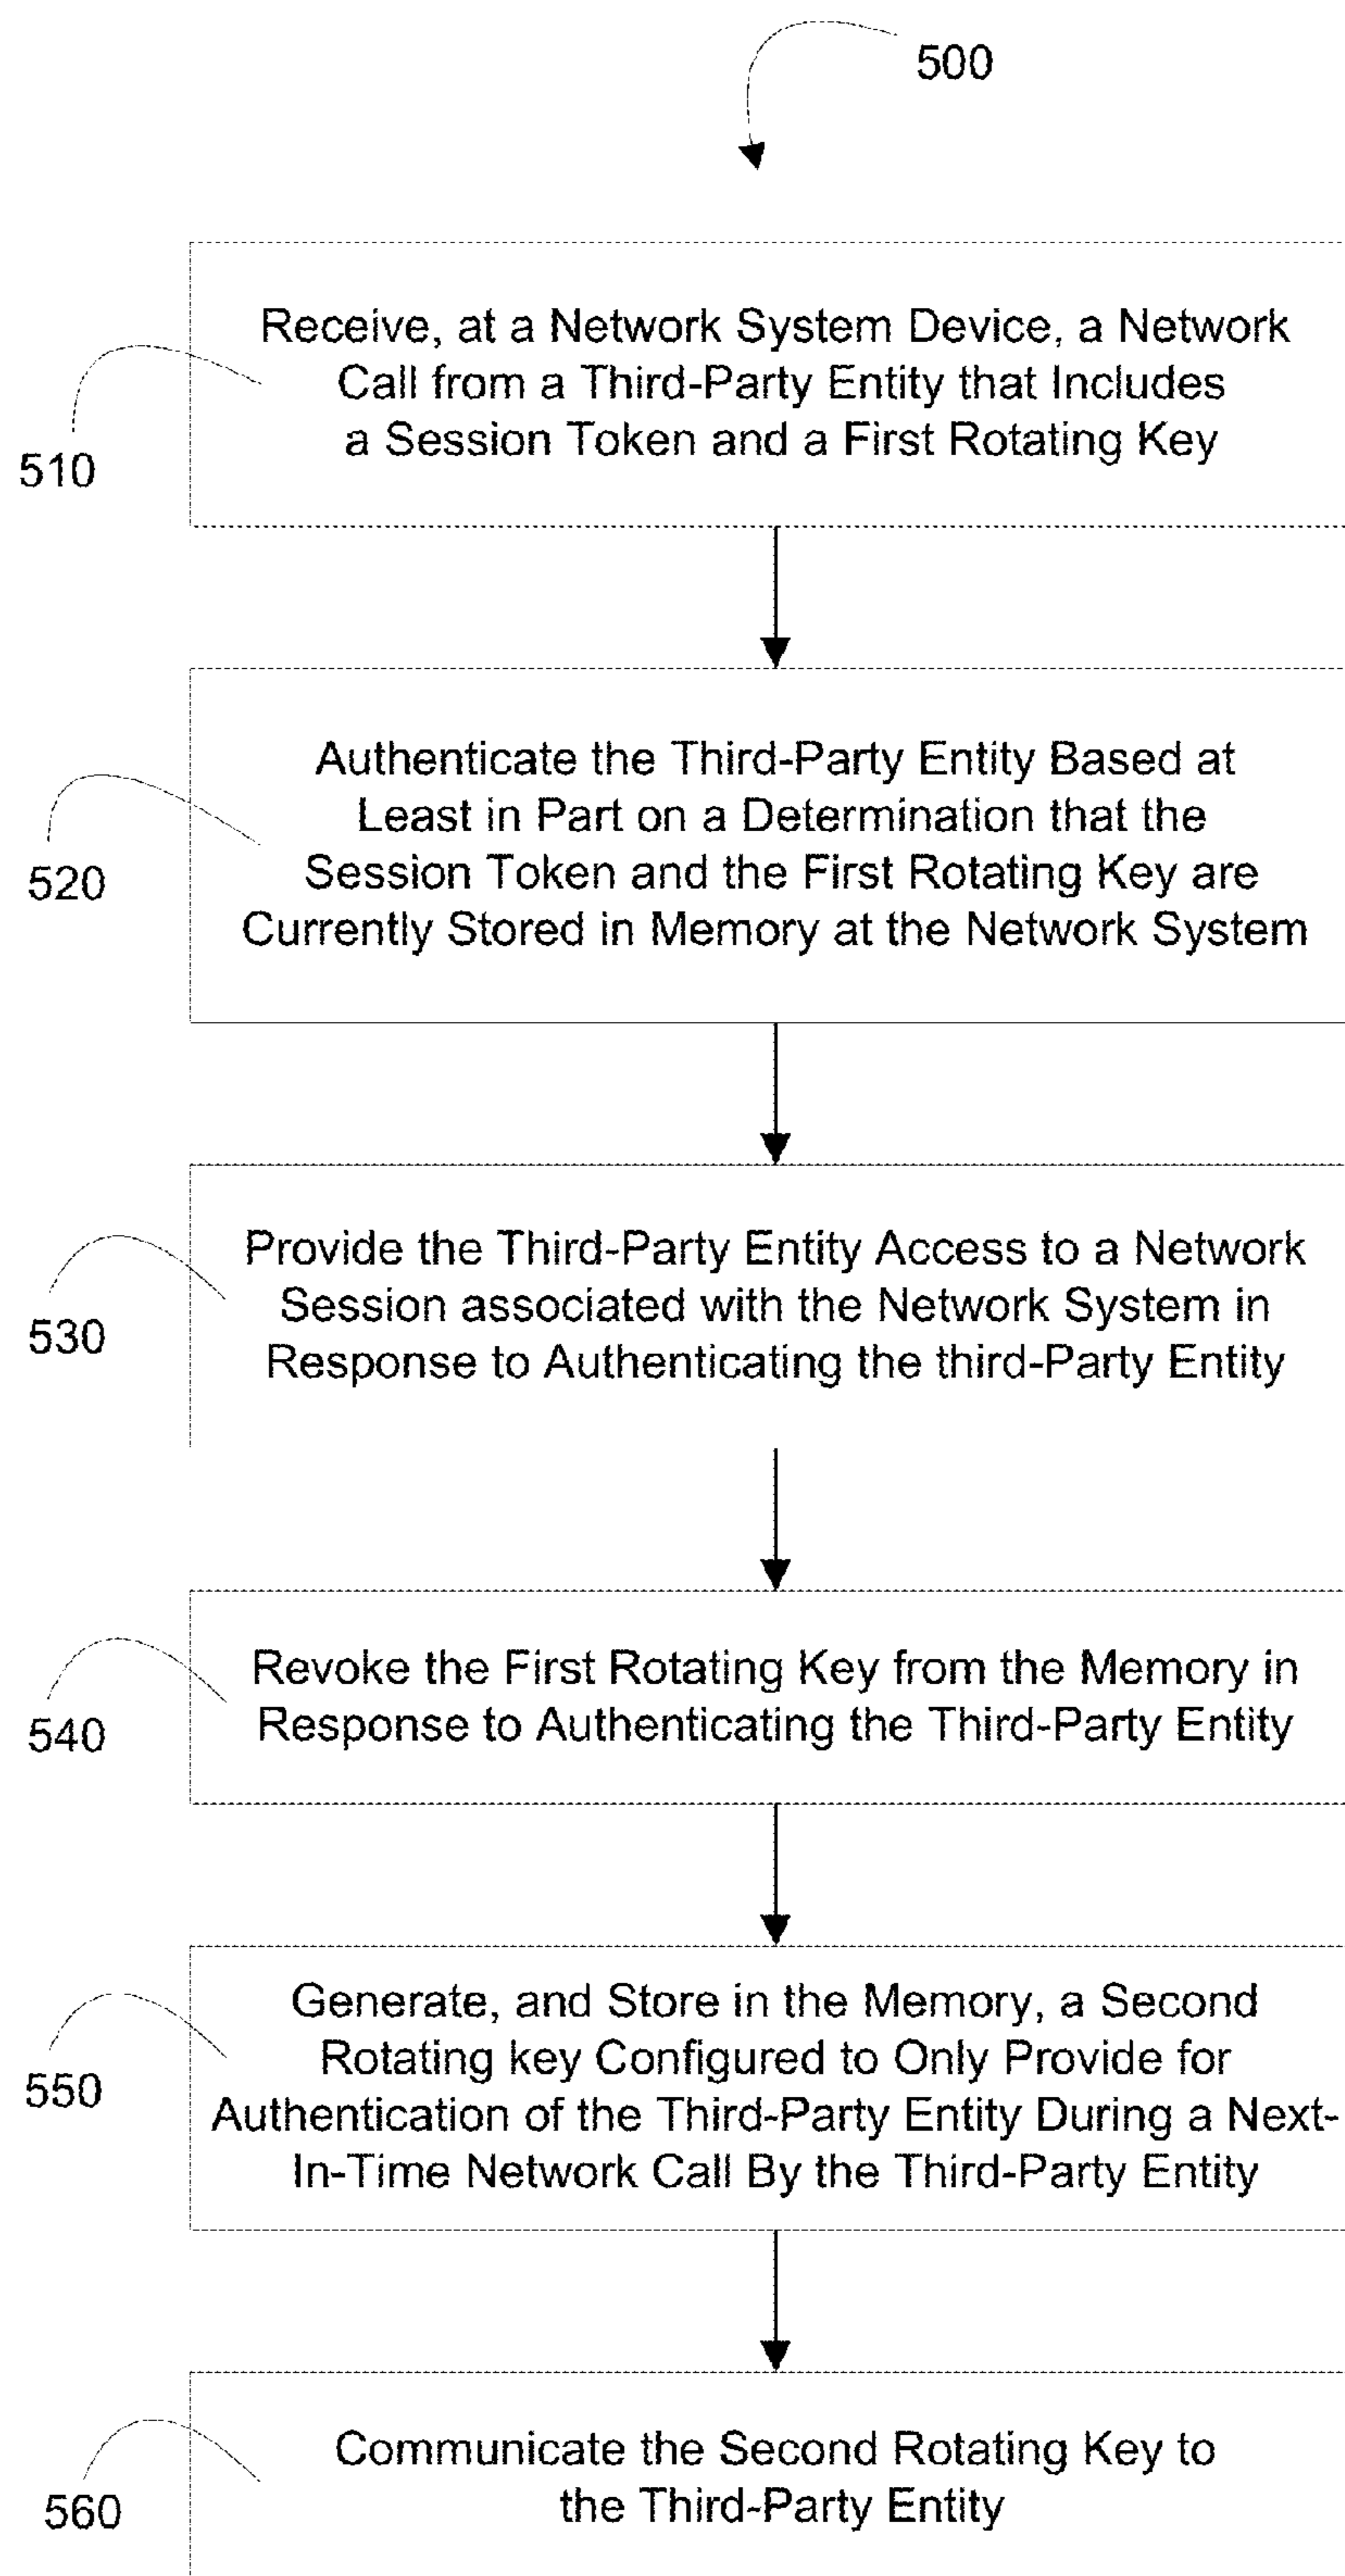 500
Receive, at a Network System Device, a Network
Call from a Third-Party Entity that Includes
a Session Token and a First Rotating Key
510
Authenticate the Third-Party Entity Based at
Least in Part on a Determination that the
Session Token and the First Rotating Key are
Currently Stored in Memory at the Network System
520
Provide the Third-Party Entity Access to a Network
Session associated with the Network System in
Response to Authenticating the third-Party Entity
530
Revoke the First Rotating Key from the Memory in
Response to Authenticating the Third-Party Entity
540
Generate, and Store in the Memory, a Second
Rotating key Configured to Only Provide for
Authentication of the Third-Party Entity During a Next-
In-Time Network Call By the Third-Party Entity
550
Communicate the Second Rotating Key to
the Third-Party Entity
560